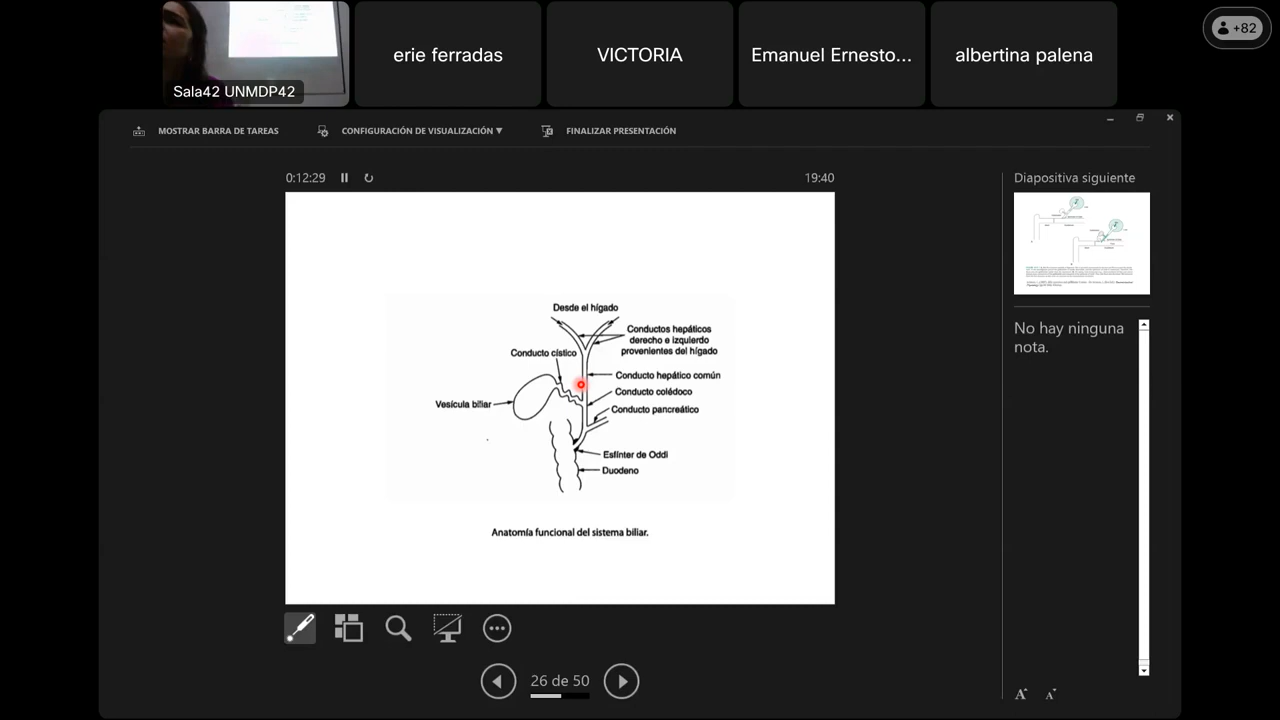 Sala42 UNMDP42
erie ferradas
VICTORIA
Emanuel Ernesto...
albertina palena
+82
MOSTRAR BARRA DE TAREAS
CONFIGURACIÓN DE VISUALIZACIÓN ▼
FINALIZAR PRESENTACIÓN
0:12:29
19:40
Desde el hígado
Conductos hepáticos
derecho e izquierdo
provenientes del hígado
Conducto cístico
Conducto hepático común
Conducto colédoco
Conducto pancreático
Vesícula biliar
Esfínter de Oddi
Duodeno
Anatomía funcional del sistema biliar.
26 de 50
Diapositiva siguiente
No hay ninguna
nota.
A
A